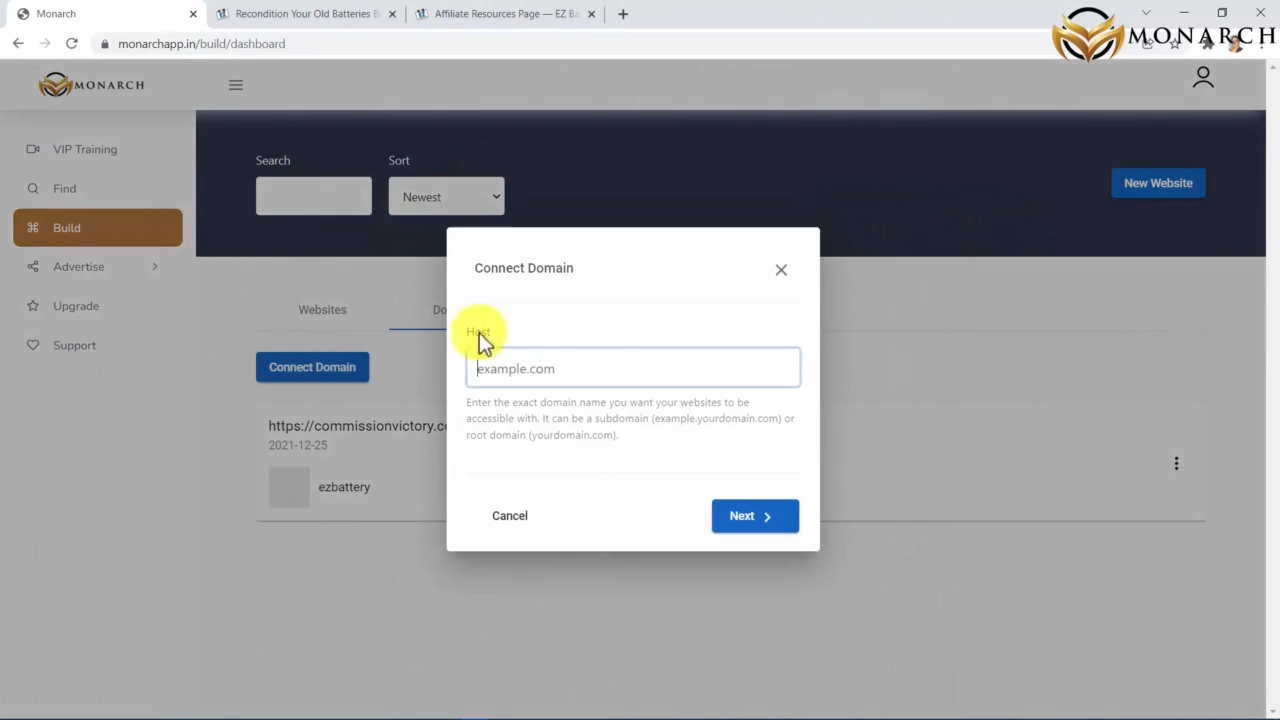 Monarch
Recondition Your Old Batteries B
Affiliate Resources Page — EZ Ba
monarchapp.in/build/dashboard
MONARCH
MONARCH
VIP Training
Find
Build
Advertise
Upgrade
Support
Search
Sort
Newest
New Website
Websites
Do
Connect Domain
https://commissionvictory.co
2021-12-25
ezbattery
Connect Domain
Host
example.com
Enter the exact domain name you want your websites to be
accessible with. It can be a subdomain (example.yourdomain.com) or
root domain (yourdomain.com).
Cancel
Next